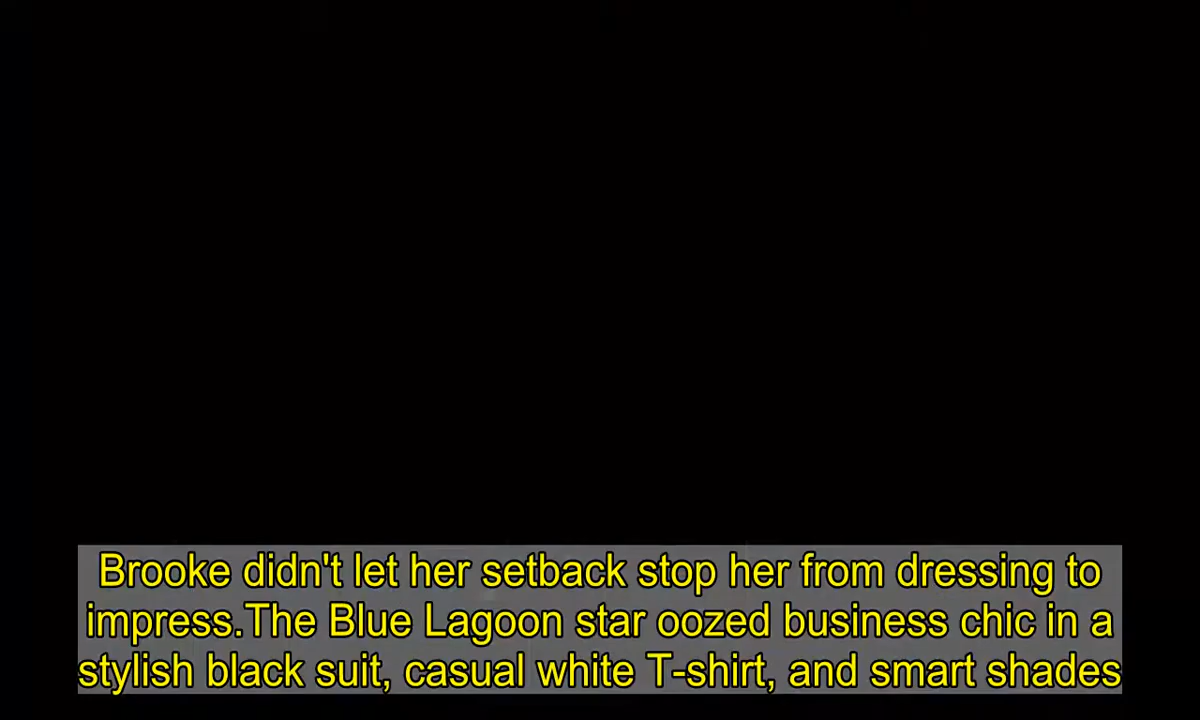 Brooke didn't let her setback stop her from dressing to
impress.The Blue Lagoon star oozed business chic in a
stylish black suit, casual white T-shirt, and smart shades